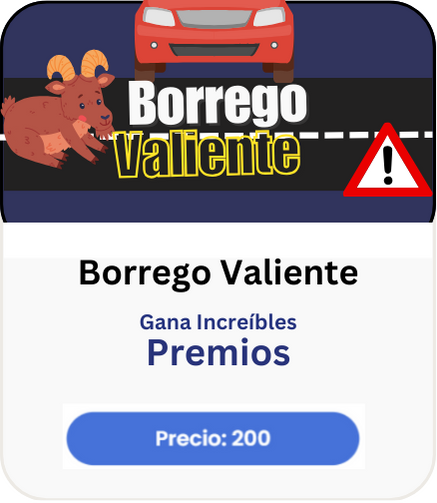 Borrego
Valiente
!
Borrego Valiente
Gana Increíbles
Premios
Precio: 200